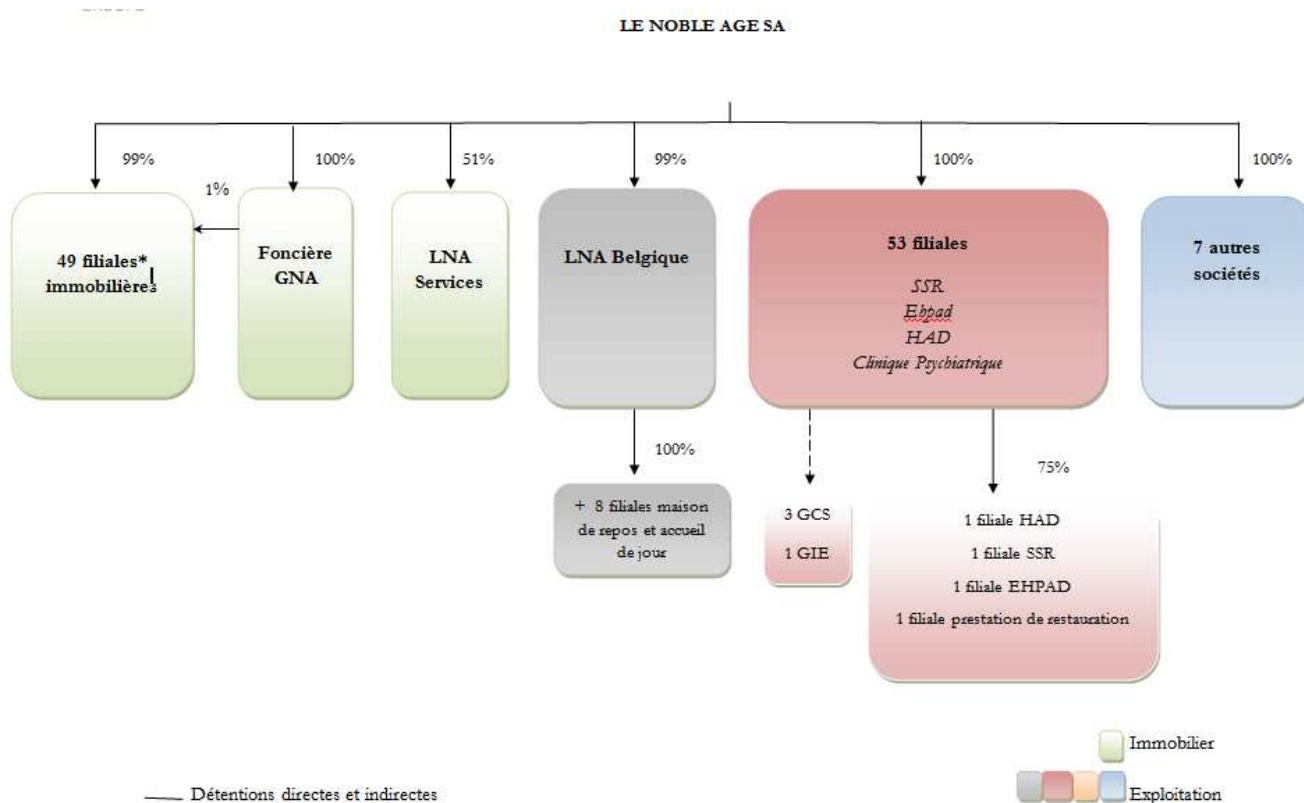 LE NOBLE AGE SA
99%
100%
51%
99%
100%
100%
1%
49 filiales*
immobilières
Foncière
GNA
LNA
Services
LNA Belgique
53 filiales
SSR
Ehpad
HAD
Clinique Psychiatrique
7 autres
sociétés
100%
75%
+ 8 filiales maison
de repos et accueil
de jour
3 GCS
1 GIE
1 filiale HAD
1 filiale SSR
1 filiale EHPAD
1 filiale prestation de restauration
Immobilier
Détentions directes et indirectes
Exploitation